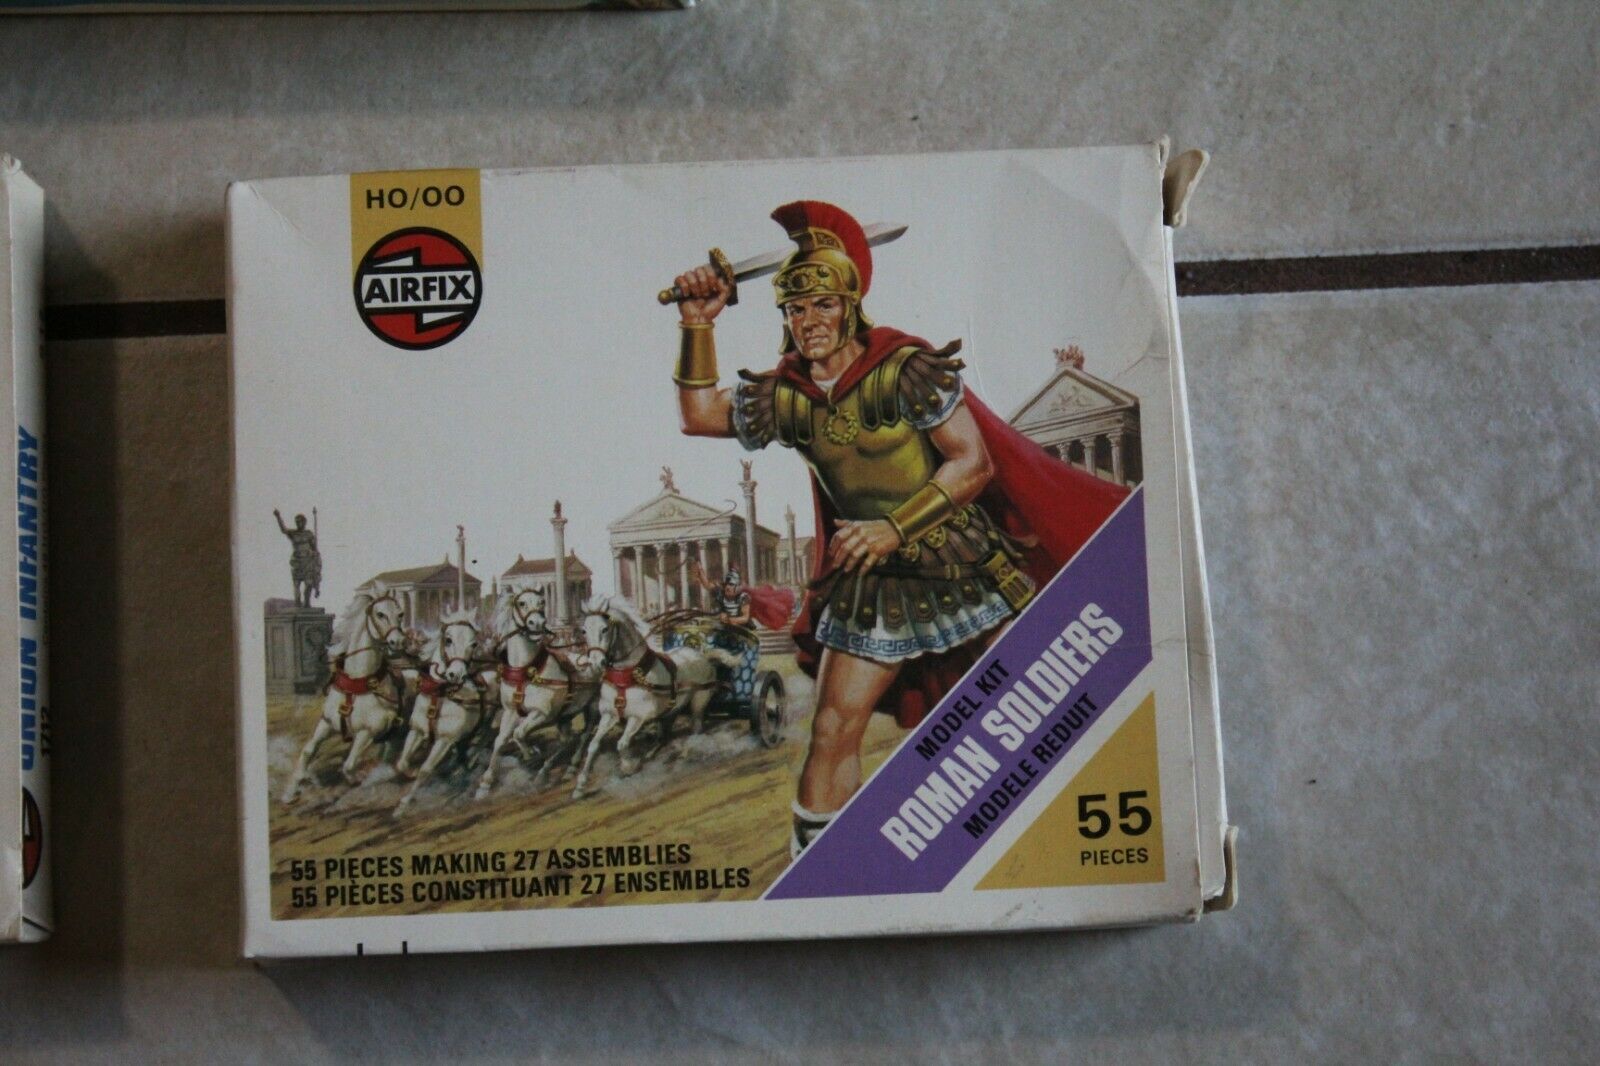 HO/OO
AIRFIX
MODEL KIT
ROMAN SOLDIERS
MODELE REDUIT
55
PIECES
55 PIECES MAKING 27 ASSEMBLIES
55 PIÈCES CONSTITUANT 27 ENSEMBLES
UNION INFANTRY
1712